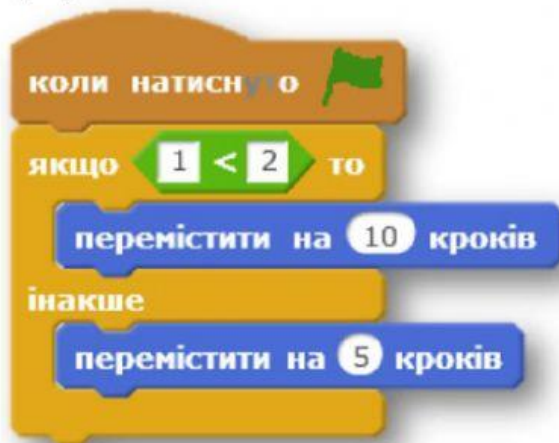 коли натиснуто
якщо 1 < 2 то
перемістити на 10 кроків
інакше
перемістити на 5 кроків